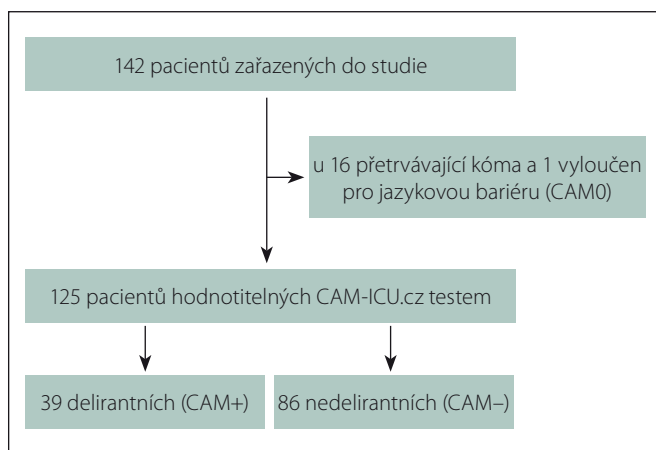 142 pacientů zařazených do studie
u 16 přetrvávající kóma a 1 vyloučen
pro jazykovou bariéru (CAM0)
125 pacientů hodnotitelných CAM-ICU.cz testem
39 delirantních (CAM+)
86 nedelirantních (CAM–)